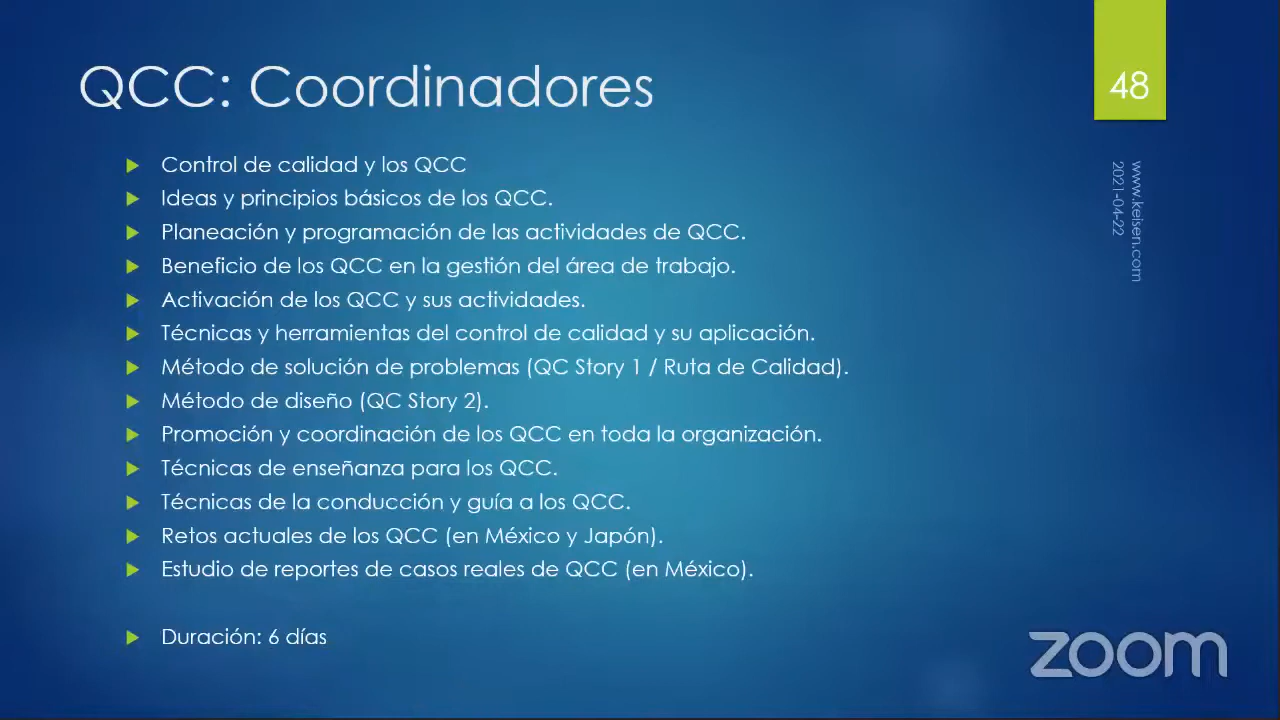 QCC: Coordinadores
48
www.keisen.com
2021-04-22
Control de calidad y los QCC
Ideas y principios básicos de los QCC.
Planeación y programación de las actividades de QCC.
Beneficio de los QCC en la gestión del área de trabajo.
Activación de los QCC y sus actividades.
Técnicas y herramientas del control de calidad y su aplicación.
Método de solución de problemas (QC Story 1 / Ruta de Calidad).
Método de diseño (QC Story 2).
Promoción y coordinación de los QCC en toda la organización.
Técnicas de enseñanza para los QCC.
Técnicas de la conducción y guía a los QCC.
Retos actuales de los QCC (en México y Japón).
Estudio de reportes de casos reales de QCC (en México).
Duración: 6 días
zoom